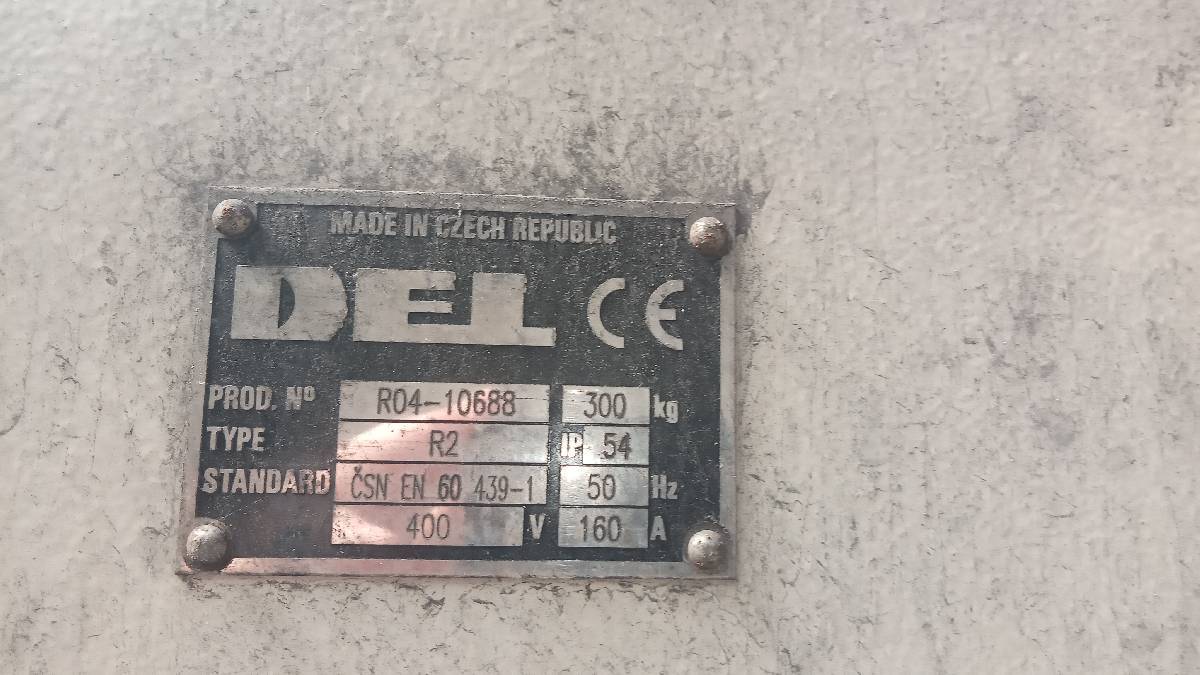 MADE IN CZECH REPUBLIC
DEL CE
PROD. Nº R04-10688 300 kg
TYPE R2 IP 54
STANDARD ČSN EN 60 439-1 50 Hz
400 V 160 A